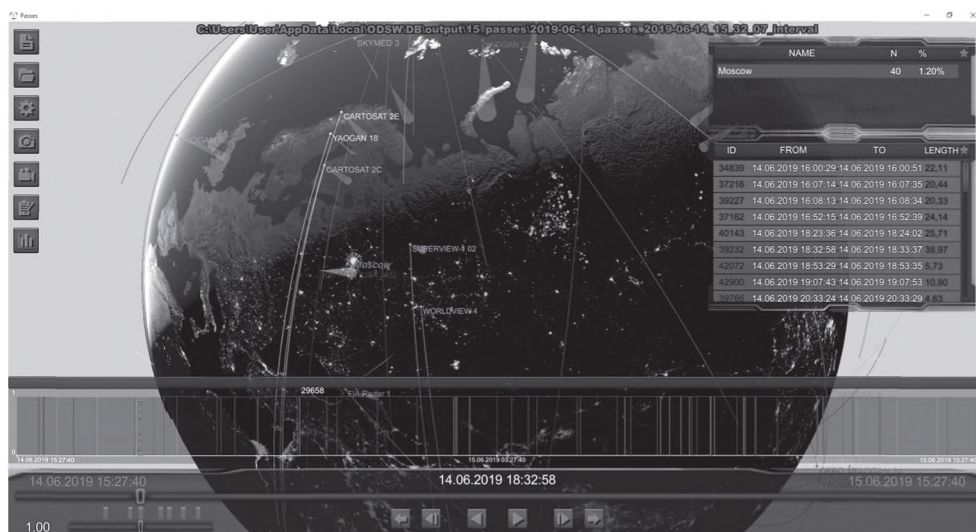 Passes
C:\Users\User\AppData\Local\ODSW\DB\output\15_passes\2019-06-14\passes#2019-06-14_15_32_07_interval
SKYMED 3
NAME N %
Moscow 40 1.20%
CARTOSAT 2E
YAOGAN 18
CARTOSAT 2C
ID FROM TO LENGTH
34839 14.06.2019 16:00:29 14.06.2019 16:00:51 22,11
37216 14.06.2019 16:07:14 14.06.2019 16:07:35 20,44
39227 14.06.2019 16:08:13 14.06.2019 16:08:34 20,33
37162 14.06.2019 16:52:15 14.06.2019 16:52:39 24,14
40143 14.06.2019 18:23:36 14.06.2019 18:24:02 25,71
39232 14.06.2019 18:32:58 14.06.2019 18:33:37 38,97
42072 14.06.2019 18:53:29 14.06.2019 18:53:35 5,73
42900 14.06.2019 19:07:43 14.06.2019 19:07:53 10,80
39766 14.06.2019 20:33:24 14.06.2019 20:33:29 4,63
SUPERVIEW-1 02
Moscow
WORLDVIEW-4
29658
FIA Radar 1
1
0
14.06.2019 15:27:40
15.06.2019 03:27:40
15.06.2019 15:27:40
14.06.2019 15:27:40
14.06.2019 18:32:58
15.06.2019 15:27:40
1.00